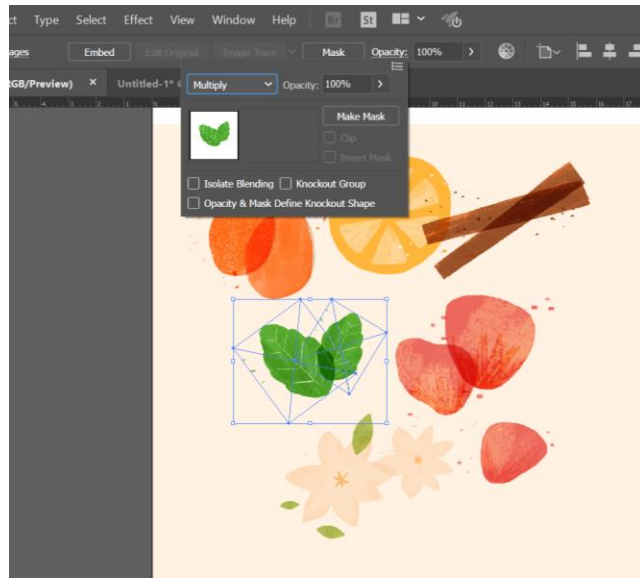 ct Type Select Effect View Window Help Br St
ages Embed Edit Original Image Trace Mask Opacity: 100%
RGB/Preview) × Untitled-1*
Multiply Opacity: 100%
Make Mask
Clip
Invert Mask
Isolate Blending Knockout Group
Opacity & Mask Define Knockout Shape